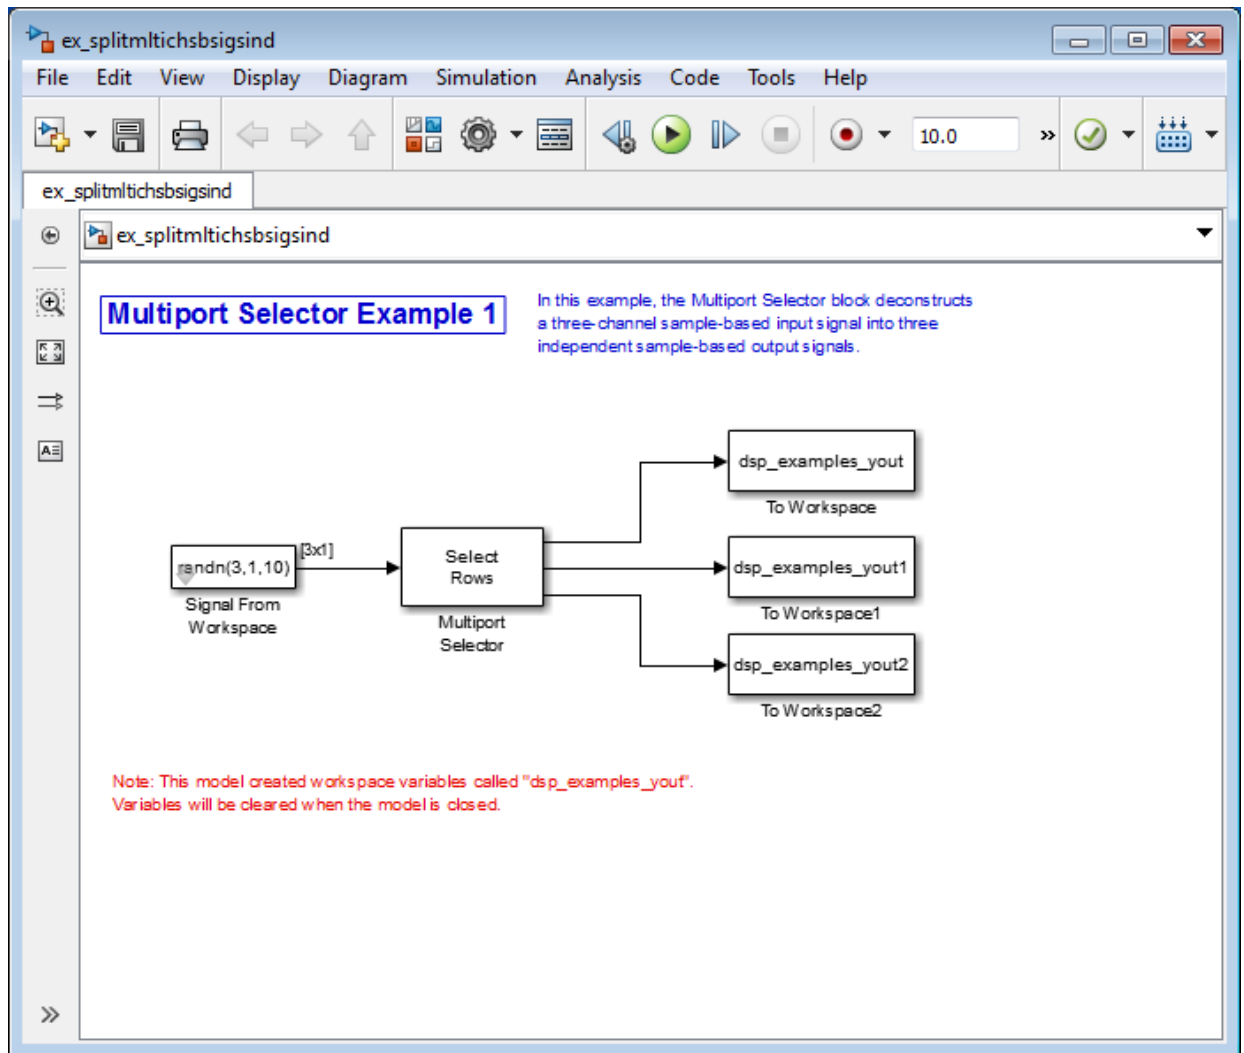 ex_splitmltichsbsigsind
File Edit View Display Diagram Simulation Analysis Code Tools Help
10.0
ex_splitmltichsbsigsind
ex_splitmltichsbsigsind
Multiport Selector Example 1
In this example, the Multiport Selector block deconstructs
a three-channel sample-based input signal into three
independent sample-based output signals.
dsp_examples_yout
To Workspace
randn(3,1,10)
[3x1]
Signal From
Workspace
Select
Rows
Multiport
Selector
dsp_examples_yout1
To Workspace1
dsp_examples_yout2
To Workspace2
Note: This model created workspace variables called "dsp_examples_yout".
Variables will be cleared when the model is closed.